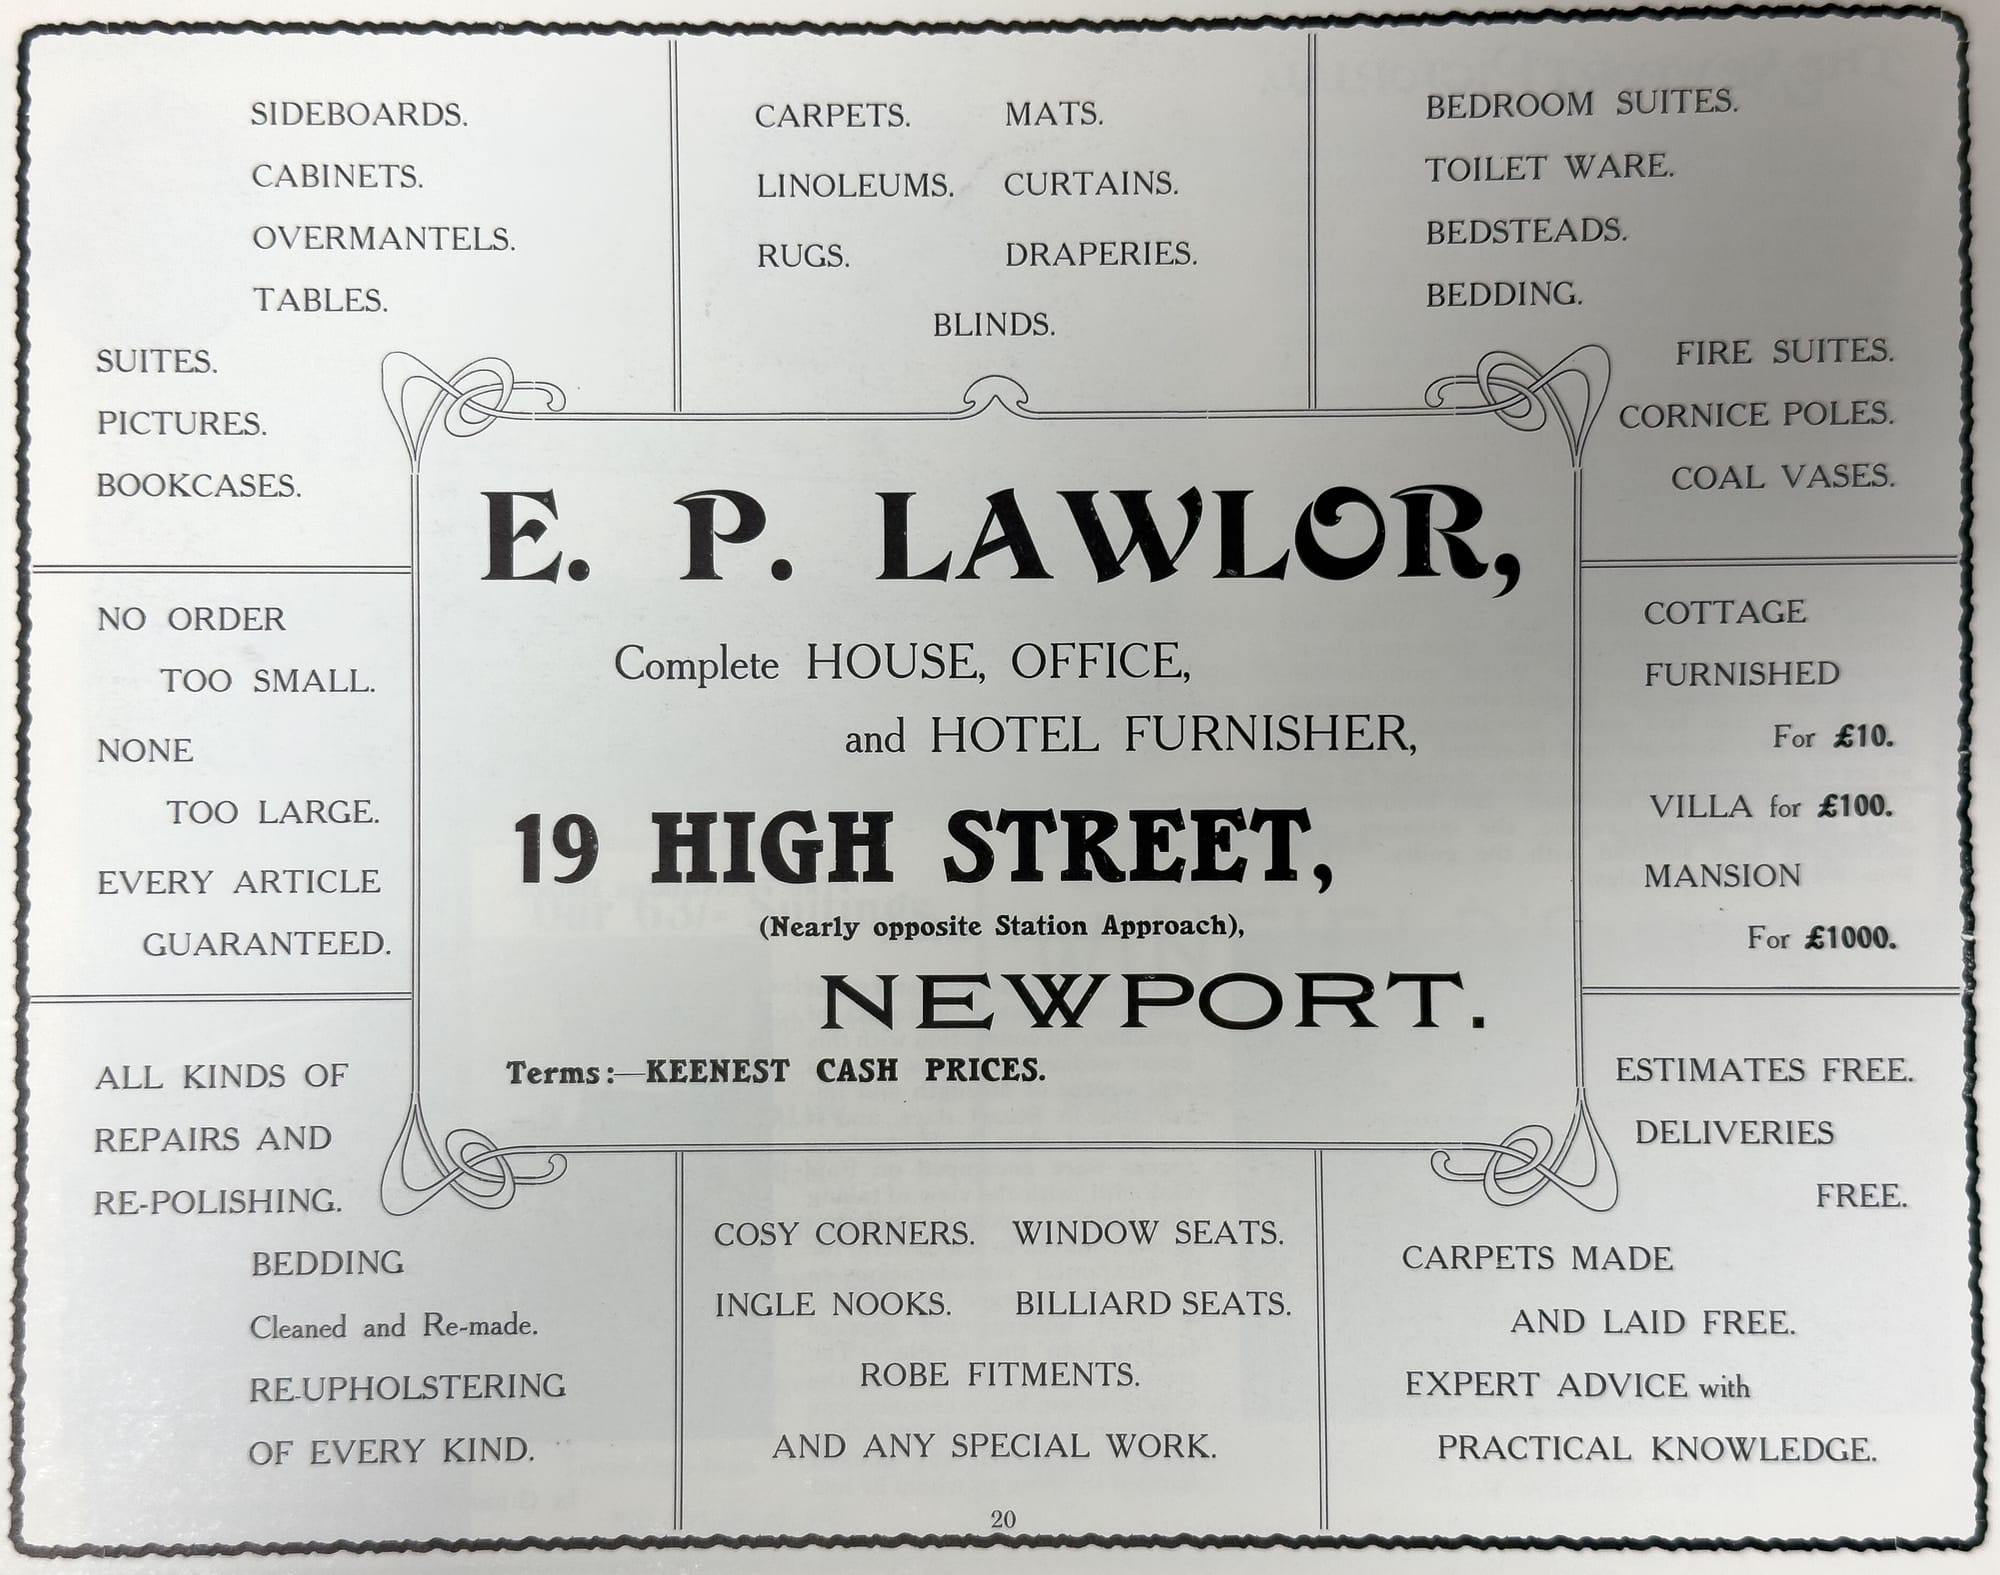 SIDEBOARDS.
CABINETS.
OVERMANTELS.
TABLES.
SUITES.
PICTURES.
BOOKCASES.
CARPETS. MATS.
LINOLEUMS. CURTAINS.
RUGS. DRAPERIES.
BLINDS.
BEDROOM SUITES.
TOILET WARE.
BEDSTEADS.
BEDDING.
FIRE SUITES.
CORNICE POLES.
COAL VASES.
NO ORDER
TOO SMALL.
NONE
TOO LARGE.
EVERY ARTICLE
GUARANTEED.
E. P. LAWLOR,
Complete HOUSE, OFFICE,
and HOTEL FURNISHER,
19 HIGH STREET,
(Nearly opposite Station Approach),
NEWPORT.
Terms:—KEENEST CASH PRICES.
COTTAGE
FURNISHED
For £10.
VILLA for £100.
MANSION
For £1000.
ALL KINDS OF
REPAIRS AND
RE-POLISHING.
BEDDING
Cleaned and Re-made.
RE-UPHOLSTERING
OF EVERY KIND.
COSY CORNERS. WINDOW SEATS.
INGLE NOOKS. BILLIARD SEATS.
ROBE FITMENTS.
AND ANY SPECIAL WORK.
ESTIMATES FREE.
DELIVERIES
FREE.
CARPETS MADE
AND LAID FREE.
EXPERT ADVICE with
PRACTICAL KNOWLEDGE.
20